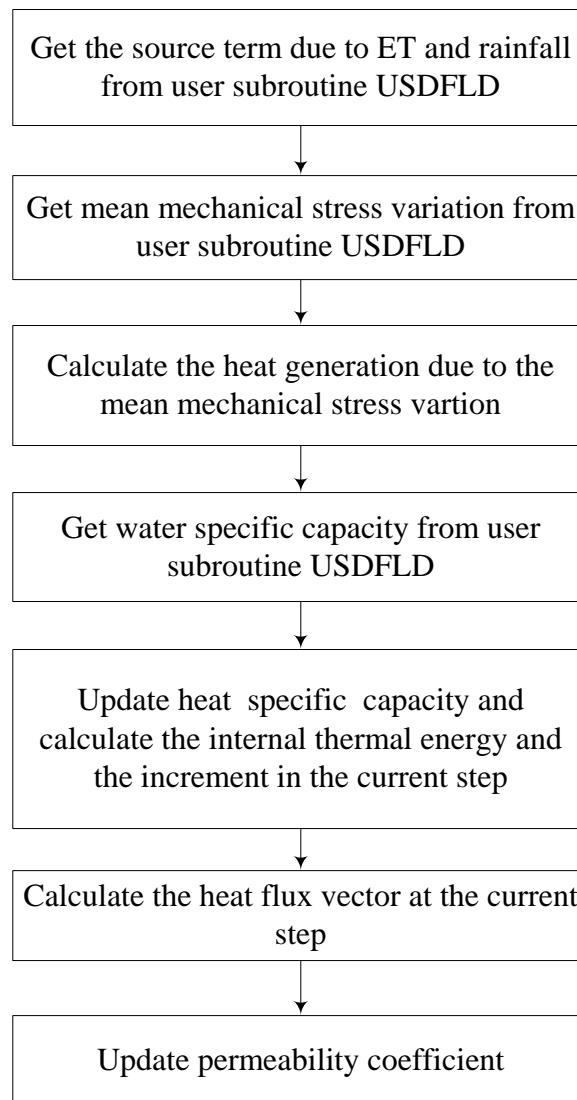 Get the source term due to ET and rainfall
from user subroutine USDFLD
Get mean mechanical stress variation from
user subroutine USDFLD
Calculate the heat generation due to the
mean mechanical stress vartion
Get water specific capacity from user
subroutine USDFLD
Update heat specific capacity and
calculate the internal thermal energy and
the increment in the current step
Calculate the heat flux vector at the current
step
Update permeability coefficient